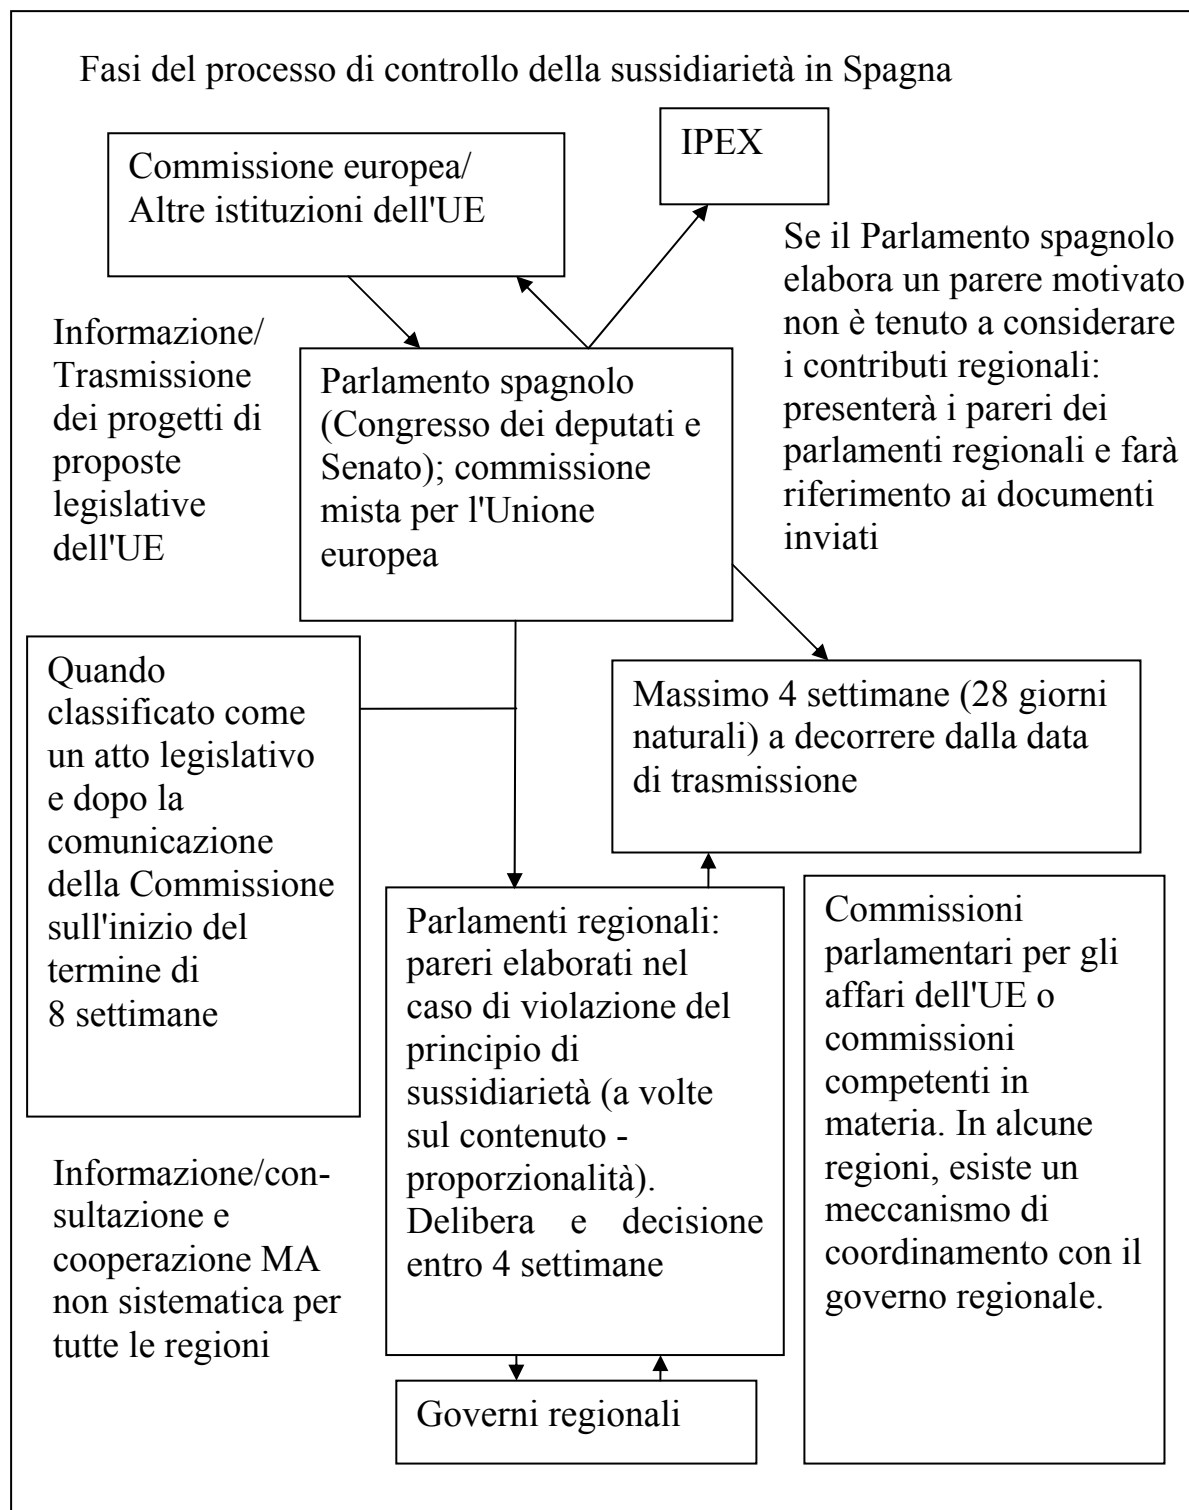 Fasi del processo di controllo della sussidiarietà in Spagna
Commissione europea/
Altre istituzioni dell'UE
IPEX
Se il Parlamento spagnolo
elabora un parere motivato
non è tenuto a considerare
i contributi regionali:
presenterà i pareri dei
parlamenti regionali e farà
riferimento ai documenti
inviati
Informazione/
Trasmissione
dei progetti di
proposte
legislative
dell'UE
Parlamento spagnolo
(Congresso dei deputati e
Senato); commissione
mista per l'Unione
europea
Quando
classificato come
un atto legislativo
e dopo la
comunicazione
della Commissione
sull'inizio del
termine di
8 settimane
Massimo 4 settimane (28 giorni
naturali) a decorrere dalla data
di trasmissione
Parlamenti regionali:
pareri elaborati nel
caso di violazione del
principio di
sussidiarietà (a volte
sul contenuto -
proporzionalità).
Delibera e decisione
entro 4 settimane
Commissioni
parlamentari per gli
affari dell'UE o
commissioni
competenti in
materia. In alcune
regioni, esiste un
meccanismo di
coordinamento con il
governo regionale.
Informazione/con-
sultazione e
cooperazione MA
non sistematica per
tutte le regioni
Governi regionali